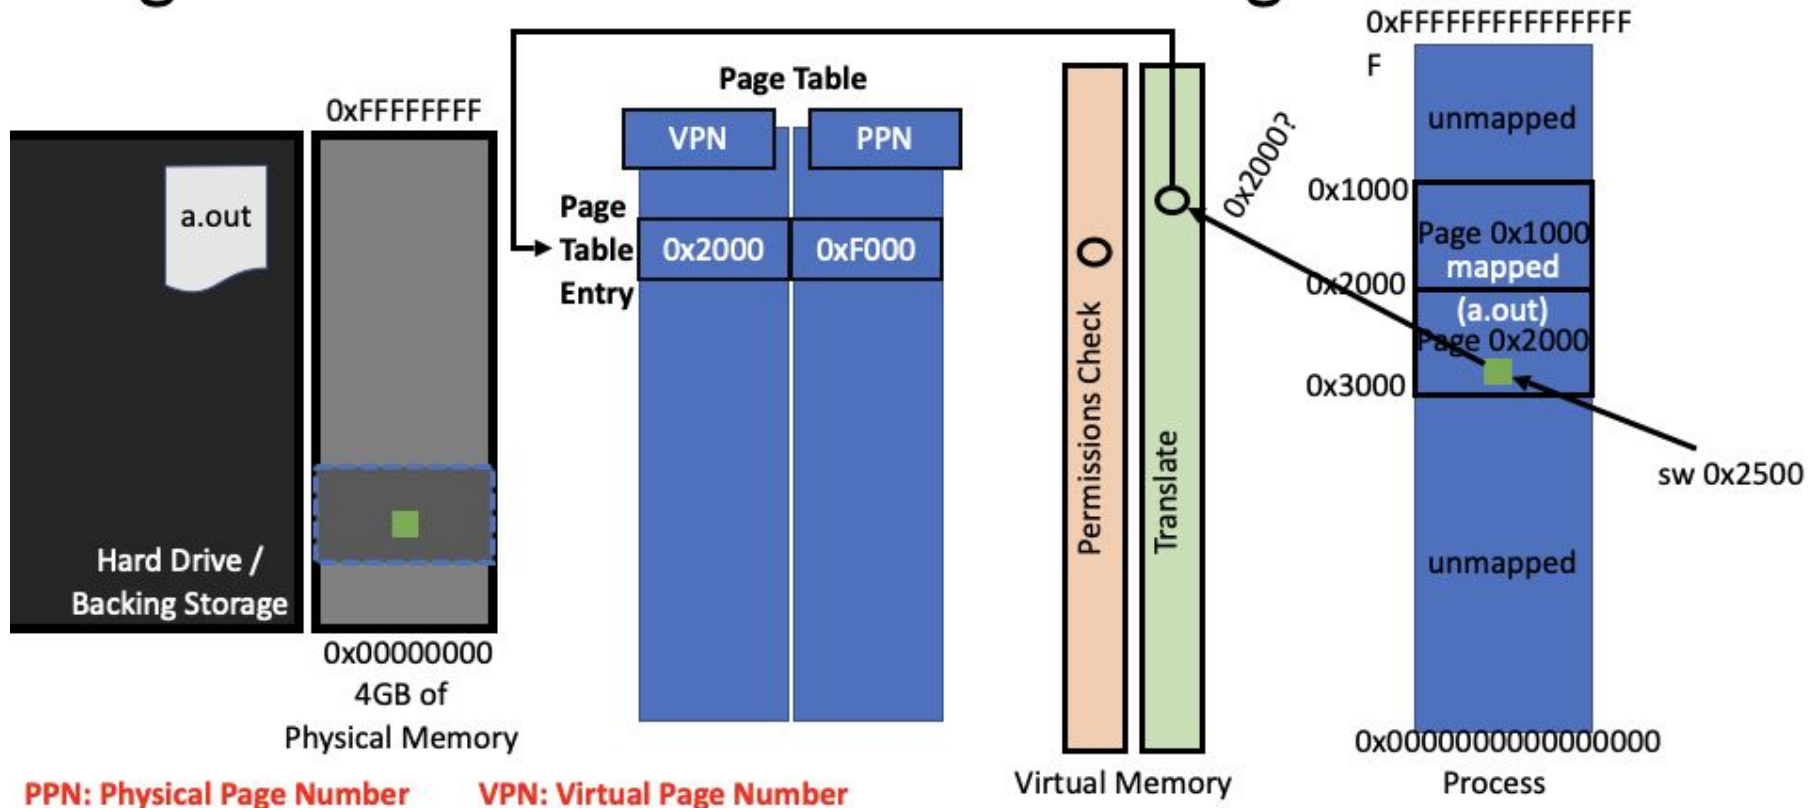 0xFFFFFFFFFFFFFFF
F
Page Table
0xFFFFFFFF
VPN
PPN
unmapped
0x2000?
a.out
Page
Table
Entry
0x2000
0xF000
0x1000
Page 0x1000
mapped
0x2000
(a.out)
Page 0x2000
0x3000
Permissions Check
Translate
sw 0x2500
Hard Drive /
Backing Storage
unmapped
0x00000000
4GB of
Physical Memory
0x0000000000000000
Virtual Memory
Process
PPN: Physical Page Number
VPN: Virtual Page Number